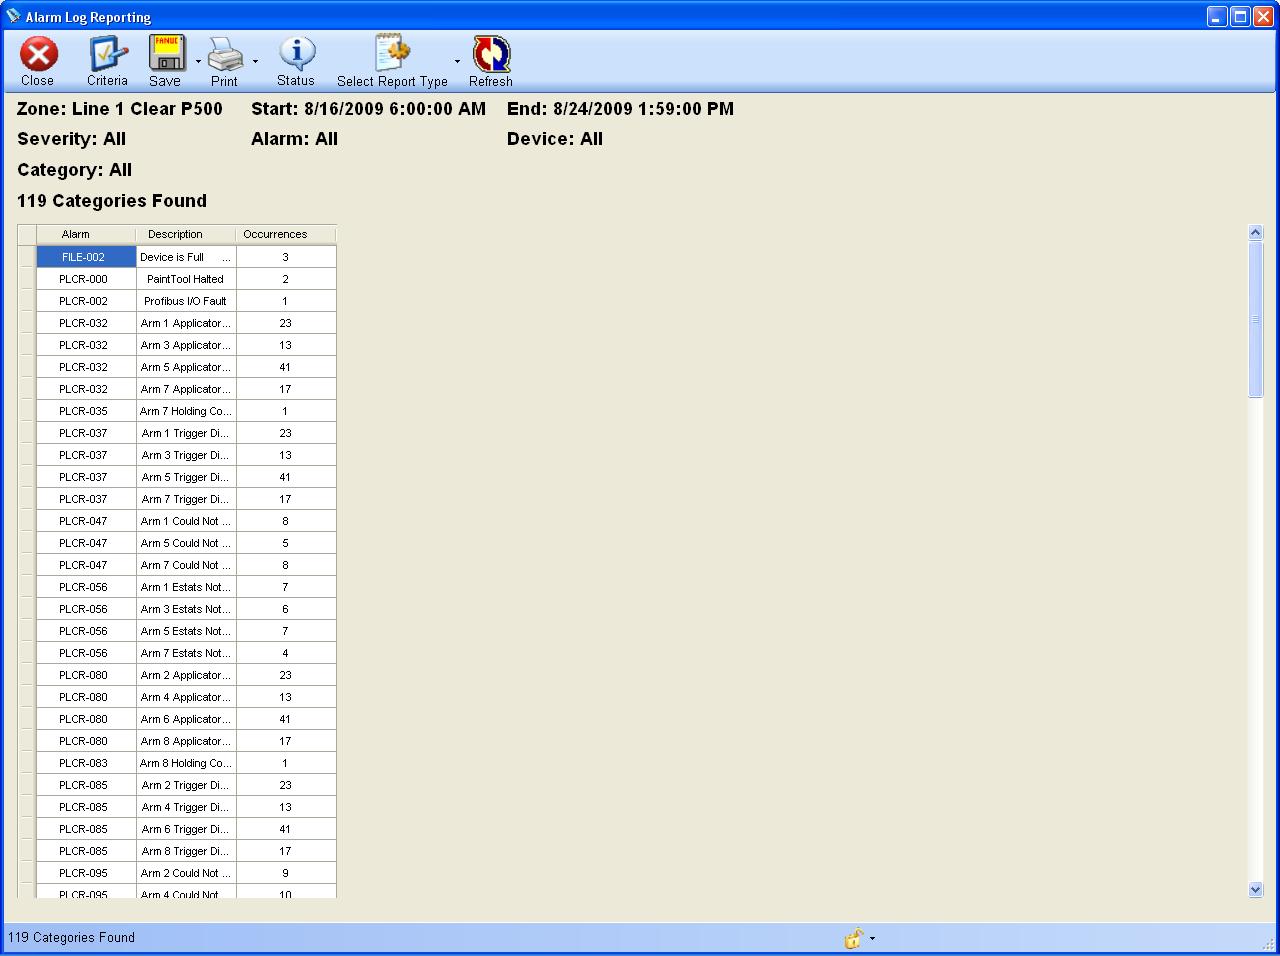 Alarm Log Reporting
Close Criteria Save Print Status Select Report Type Refresh
FANUC
Zone: Line 1 Clear P500 Start: 8/16/2009 6:00:00 AM End: 8/24/2009 1:59:00 PM
Severity: All Alarm: All Device: All
Category: All
119 Categories Found
Alarm Description Occurrences
FILE-002 Device is Full ... 3
PLCR-000 PaintTool Halted 2
PLCR-002 Profibus I/O Fault 1
PLCR-032 Arm 1 Applicator... 23
PLCR-032 Arm 3 Applicator... 13
PLCR-032 Arm 5 Applicator... 41
PLCR-032 Arm 7 Applicator... 17
PLCR-035 Arm 7 Holding Co... 1
PLCR-037 Arm 1 Trigger Di... 23
PLCR-037 Arm 3 Trigger Di... 13
PLCR-037 Arm 5 Trigger Di... 41
PLCR-037 Arm 7 Trigger Di... 17
PLCR-047 Arm 1 Could Not ... 8
PLCR-047 Arm 5 Could Not ... 5
PLCR-047 Arm 7 Could Not ... 8
PLCR-056 Arm 1 Estats Not... 7
PLCR-056 Arm 3 Estats Not... 6
PLCR-056 Arm 5 Estats Not... 7
PLCR-056 Arm 7 Estats Not... 4
PLCR-080 Arm 2 Applicator... 23
PLCR-080 Arm 4 Applicator... 13
PLCR-080 Arm 6 Applicator... 41
PLCR-080 Arm 8 Applicator... 17
PLCR-083 Arm 8 Holding Co... 1
PLCR-085 Arm 2 Trigger Di... 23
PLCR-085 Arm 4 Trigger Di... 13
PLCR-085 Arm 6 Trigger Di... 41
PLCR-085 Arm 8 Trigger Di... 17
PLCR-095 Arm 2 Could Not ... 9
PLCR-095 Arm 4 Could Not 10
119 Categories Found